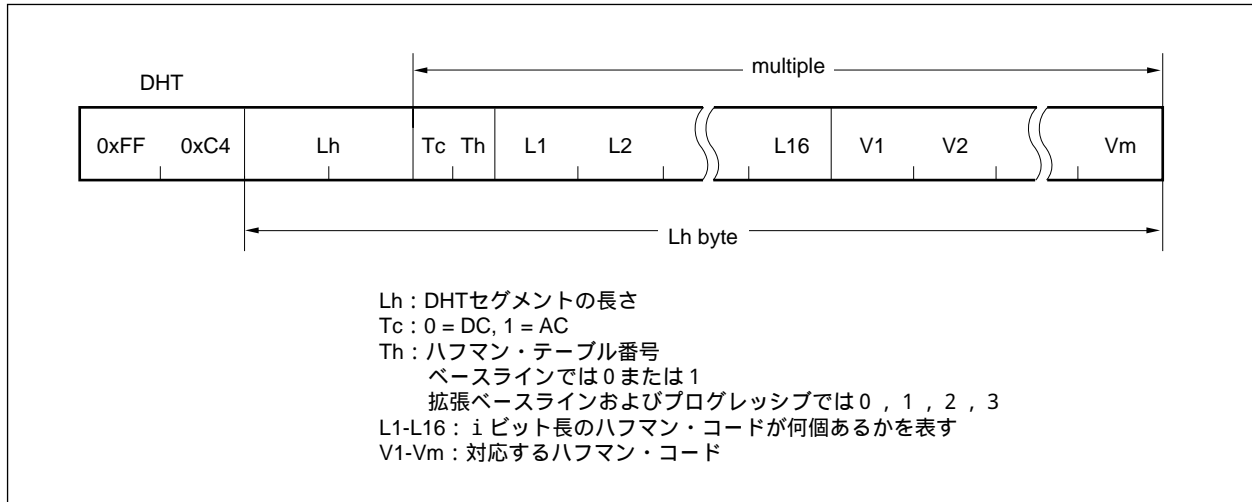 multiple
DHT
0xFF 0xC4 Lh Tc Th L1 L2 L16 V1 V2 Vm
Lh byte
Lh：DHTセグメントの長さ
Tc：0 = DC, 1 = AC
Th：ハフマン・テーブル番号
ベースラインでは０または１
拡張ベースラインおよびプログレッシブでは０，１，２，３
L1-L16：ｉビット長のハフマン・コードが何個あるかを表す
V1-Vm：対応するハフマン・コード